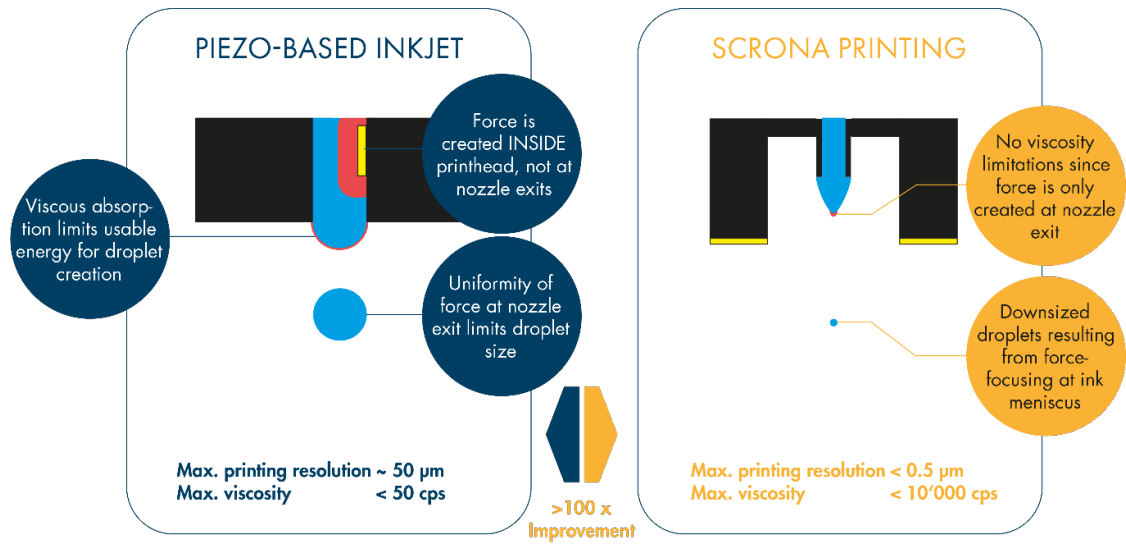 PIEZO-BASED INKJET
Force is
created INSIDE
printhead, not at
nozzle exits
Viscous absorp-
tion limits usable
energy for droplet
creation
Uniformity of
force at nozzle
exit limits droplet
size
Max. printing resolution ~ 50 µm
Max. viscosity < 50 cps
>100 x
Improvement
SCRONA PRINTING
No viscosity
limitations since
force is only
created at nozzle
exit
Downsized
droplets resulting
from force-
focusing at ink
meniscus
Max. printing resolution < 0.5 µm
Max. viscosity < 10‘000 cps